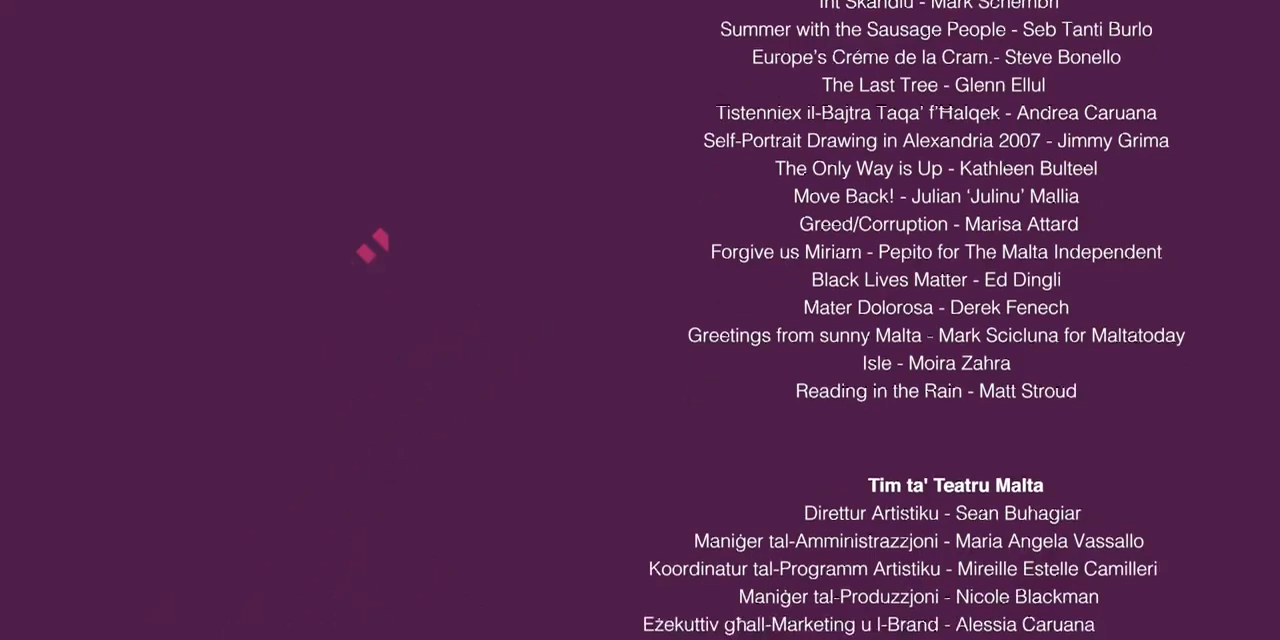 Int Skandlu - Mark Schembri
Summer with the Sausage People - Seb Tanti Burlo
Europe’s Créme de la Cram.- Steve Bonello
The Last Tree - Glenn Ellul
Tistenniex il-Bajtra Taqa’ f’Ħalqek - Andrea Caruana
Self-Portrait Drawing in Alexandria 2007 - Jimmy Grima
The Only Way is Up - Kathleen Bulteel
Move Back! - Julian ‘Julinu’ Mallia
Greed/Corruption - Marisa Attard
Forgive us Miriam - Pepito for The Malta Independent
Black Lives Matter - Ed Dingli
Mater Dolorosa - Derek Fenech
Greetings from sunny Malta - Mark Scicluna for Maltatoday
Isle - Moira Zahra
Reading in the Rain - Matt Stroud
Tim ta' Teatru Malta
Direttur Artistiku - Sean Buhagiar
Maniġer tal-Amministrazzjoni - Maria Angela Vassallo
Koordinatur tal-Programm Artistiku - Mireille Estelle Camilleri
Maniġer tal-Produzzjoni - Nicole Blackman
Eżekuttiv għall-Marketing u l-Brand - Alessia Caruana